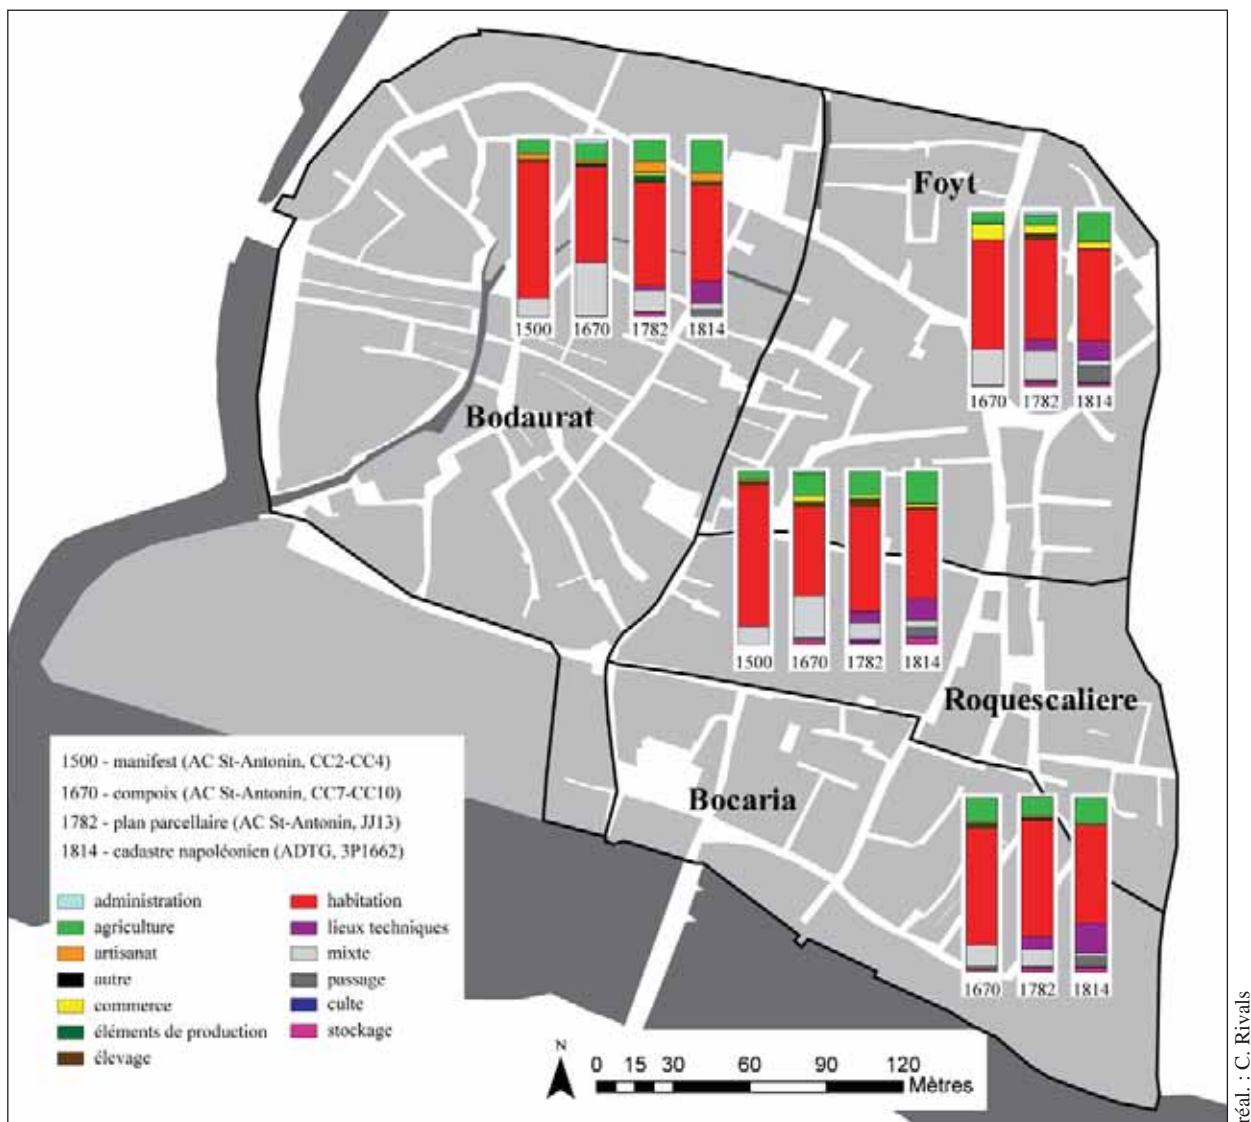 Foyt
1500 1670 1782 1814
1670 1782 1814
Bodaurat
1500 1670 1782 1814
Roquescaliere
Bocaria
1670 1782 1814
1500 - manifest (AC St-Antonin, CC2-CC4)
1670 - compoix (AC St-Antonin, CC7-CC10)
1782 - plan parcellaire (AC St-Antonin, JJ13)
1814 - cadastre napoléonien (ADTG, 3P1662)
administration
agriculture
artisanat
autre
commerce
éléments de production
élevage
habitation
lieux techniques
mixte
passage
culte
stockage
N
0 15 30 60 90 120
Mètres
réal. : C. Rivals